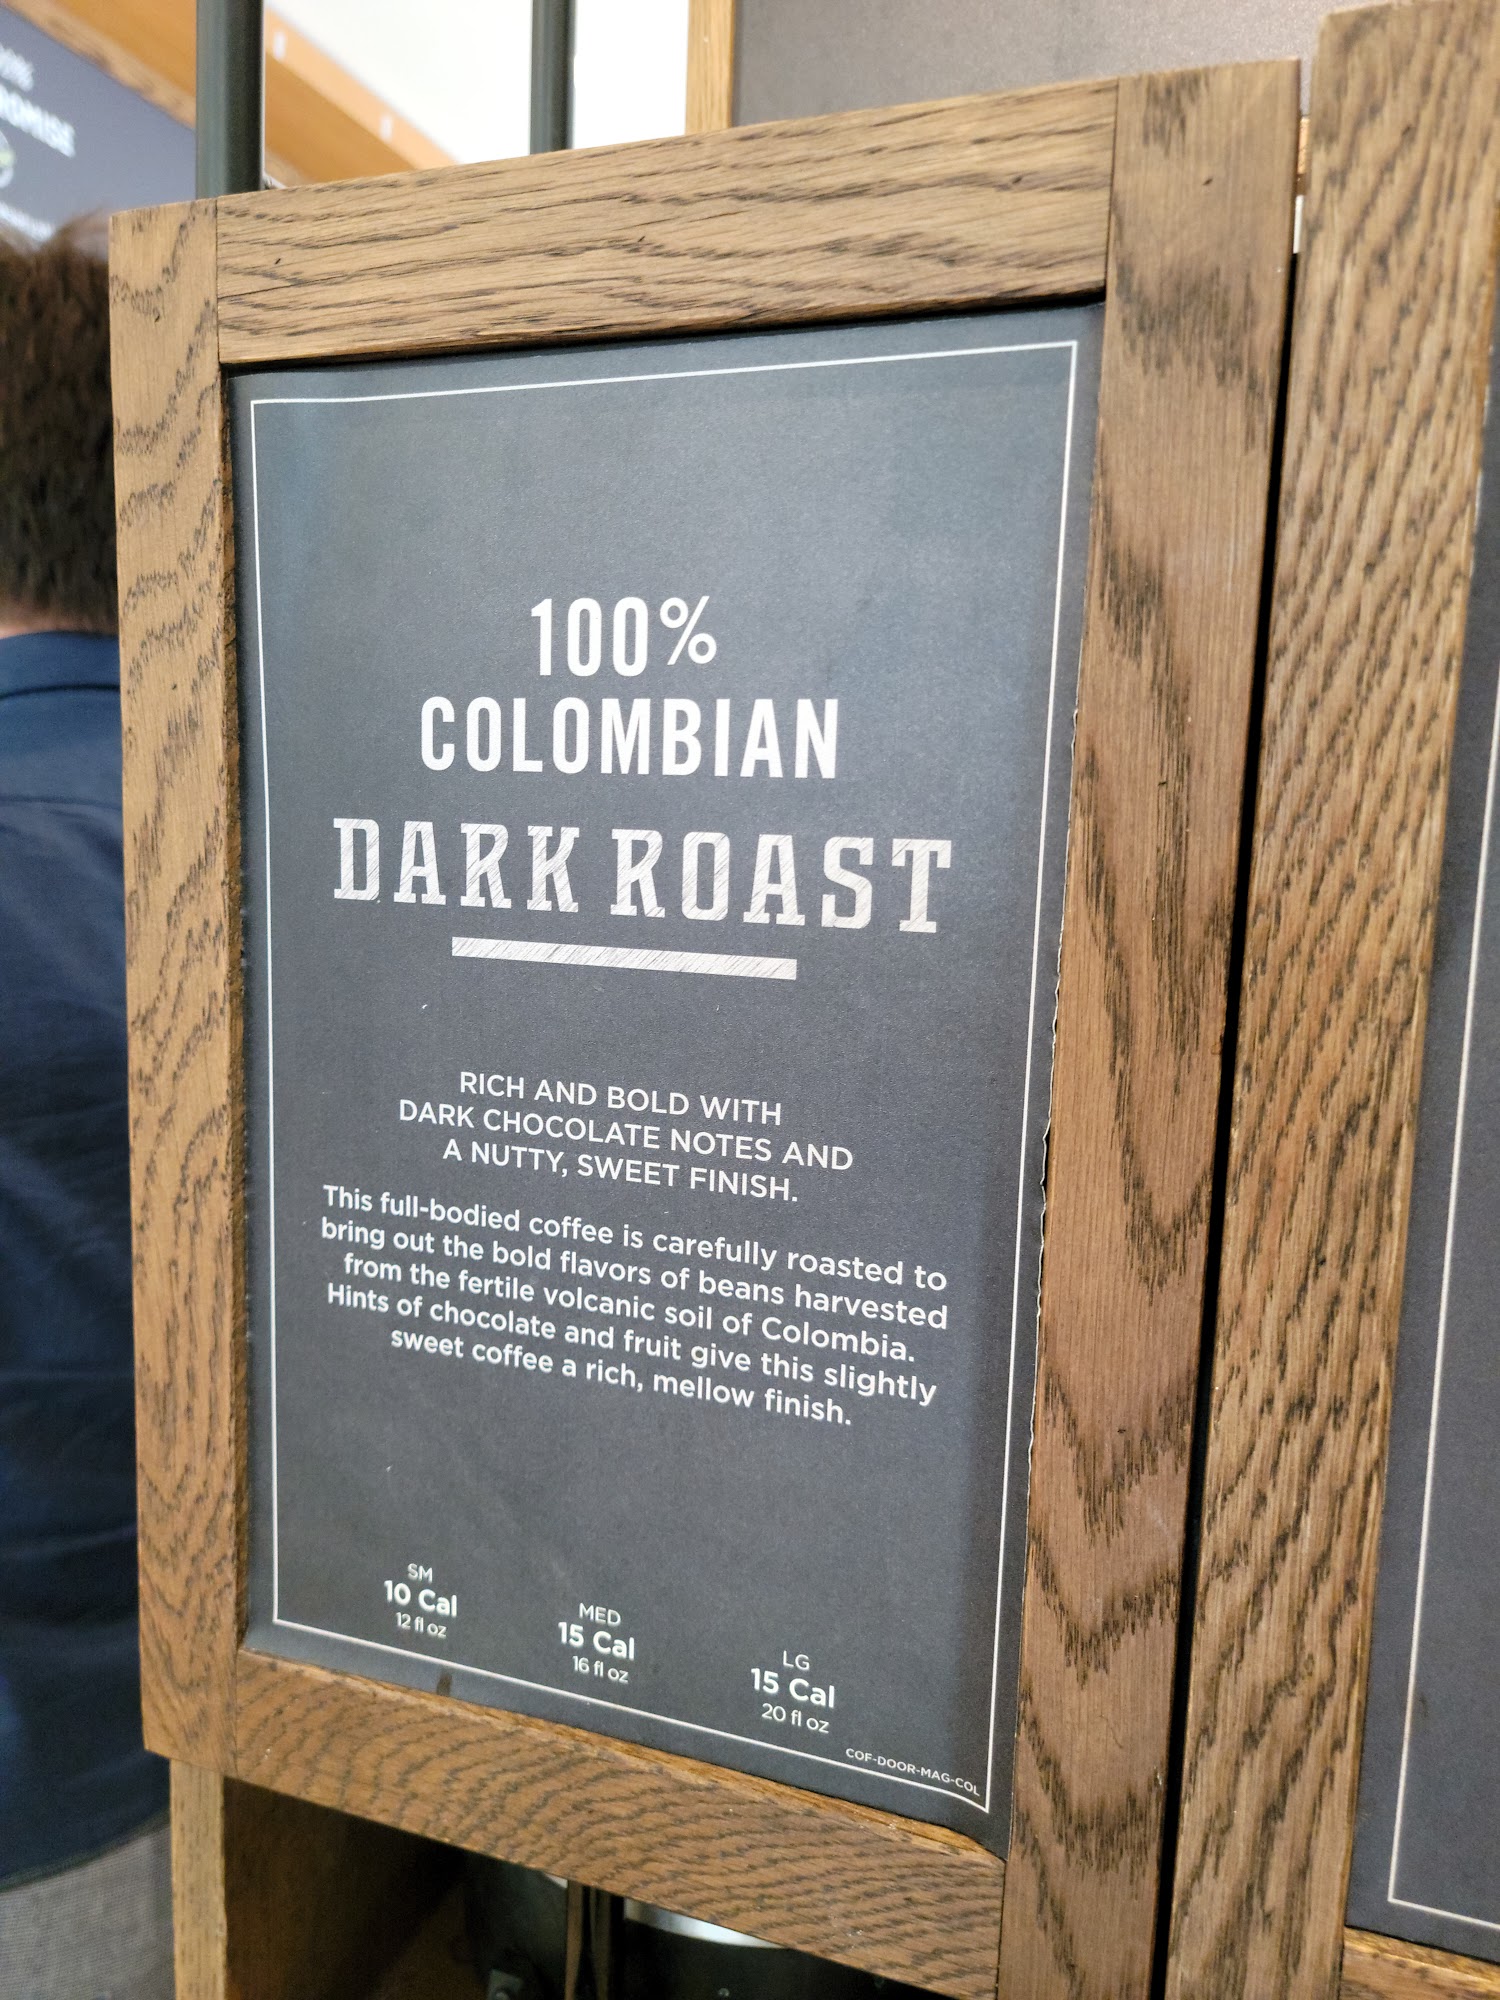 100%
COLOMBIAN
DARK ROAST
RICH AND BOLD WITH
DARK CHOCOLATE NOTES AND
A NUTTY, SWEET FINISH.
This full-bodied coffee is carefully roasted to
bring out the bold flavors of beans harvested
from the fertile volcanic soil of Colombia.
Hints of chocolate and fruit give this slightly
sweet coffee a rich, mellow finish.
SM
10 Cal
12 fl oz
MED
15 Cal
16 fl oz
LG
15 Cal
20 fl oz
COF-DOOR-MAG-COL